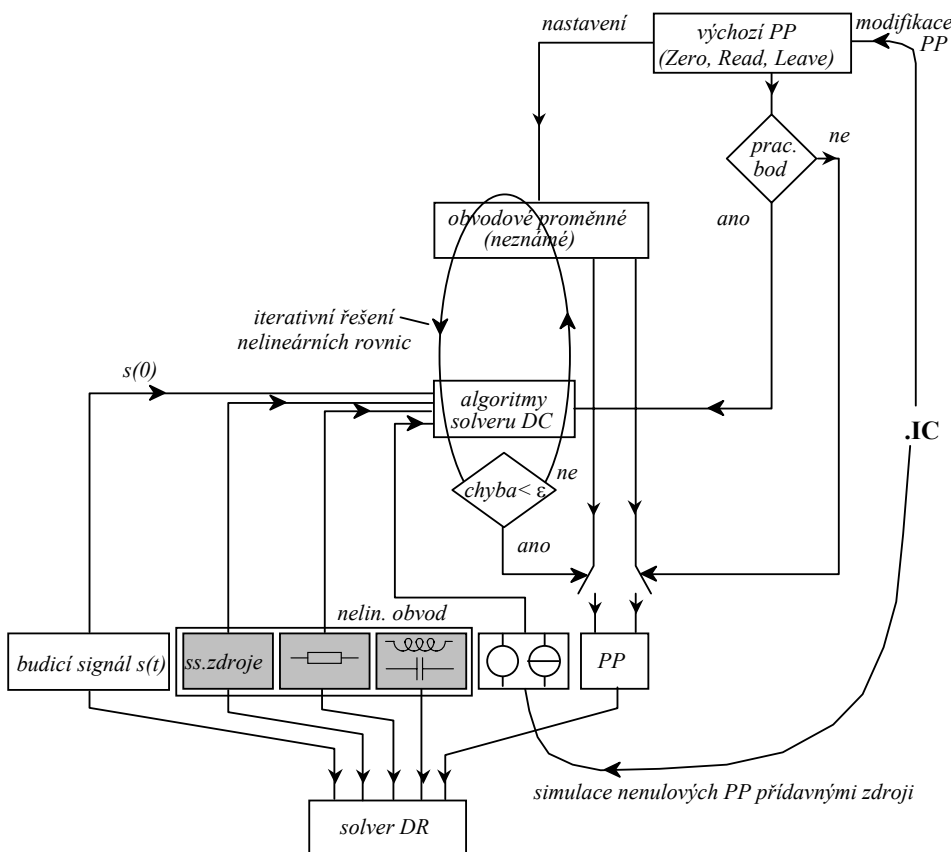 nastavení
výchozí PP
(Zero, Read, Leave)
modifikace
PP
prac.
bod
ne
ano
obvodové proměnné
(neznámé)
iterativní řešení
nelineárních rovnic
s(0)
algoritmy
solveru DC
.IC
chyba< ε
ne
ano
nelin. obvod
budicí signál s(t)
ss.zdroje
PP
simulace nenulových PP přídavnými zdroji
solver DR